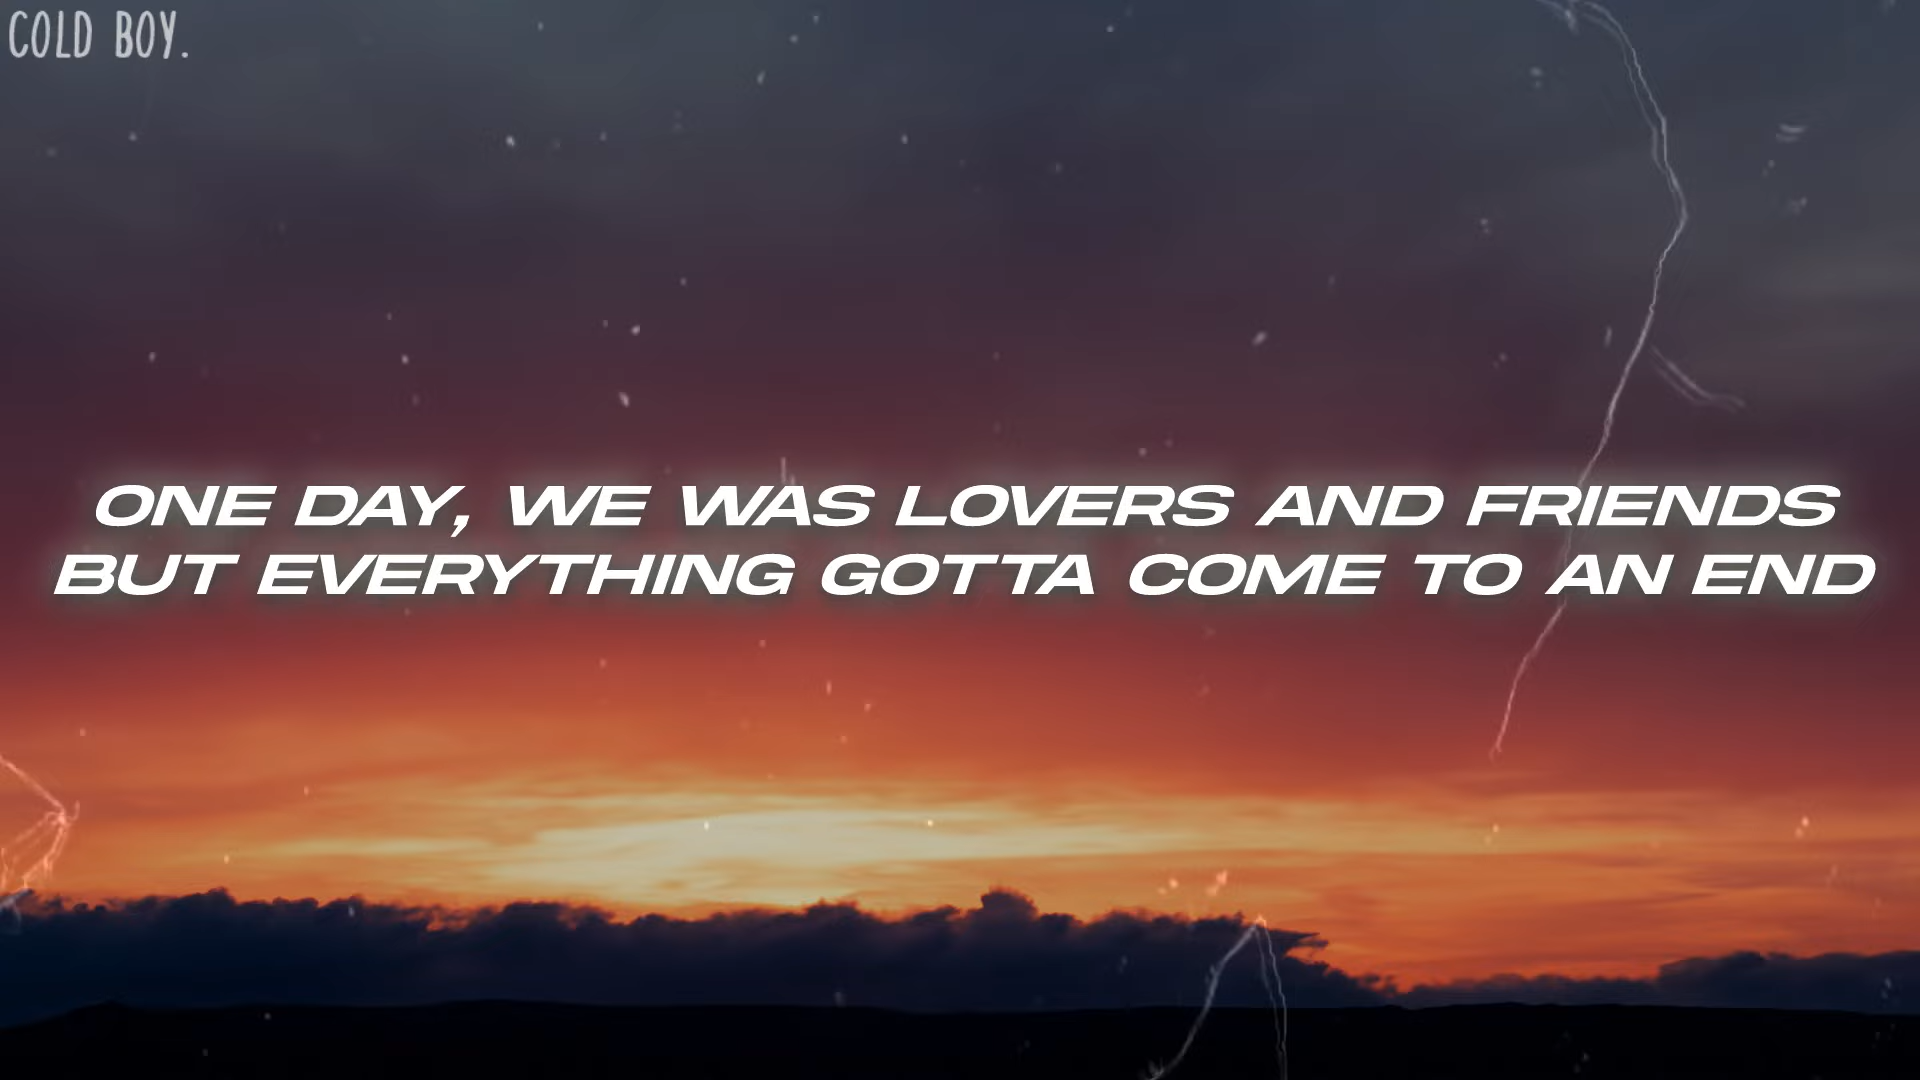 COLD BOY.
ONE DAY, WE WAS LOVERS AND FRIENDS
BUT EVERYTHING GOTTA COME TO AN END